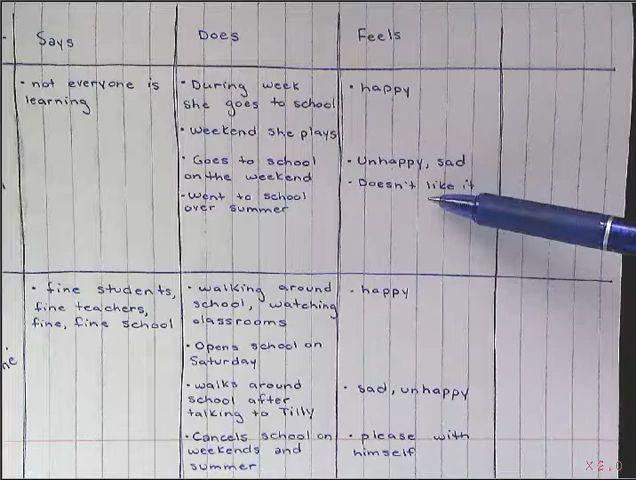 Says
Does
Feels
• not everyone is
learning
• During week
she goes to school
• weekend she plays
• Goes to school
on the weekend
• Went to school
over summer
• happy
• Unhappy, sad
• Doesn't like it
• fine students,
fine teachers,
fine, fine school
• walking around
school, watching
classrooms
• Opens school on
Saturday
• walks around
school after
talking to Tilly
• Cancels school on
weekends and
summer
• happy
• sad, unhappy
• please with
himself
x2.0